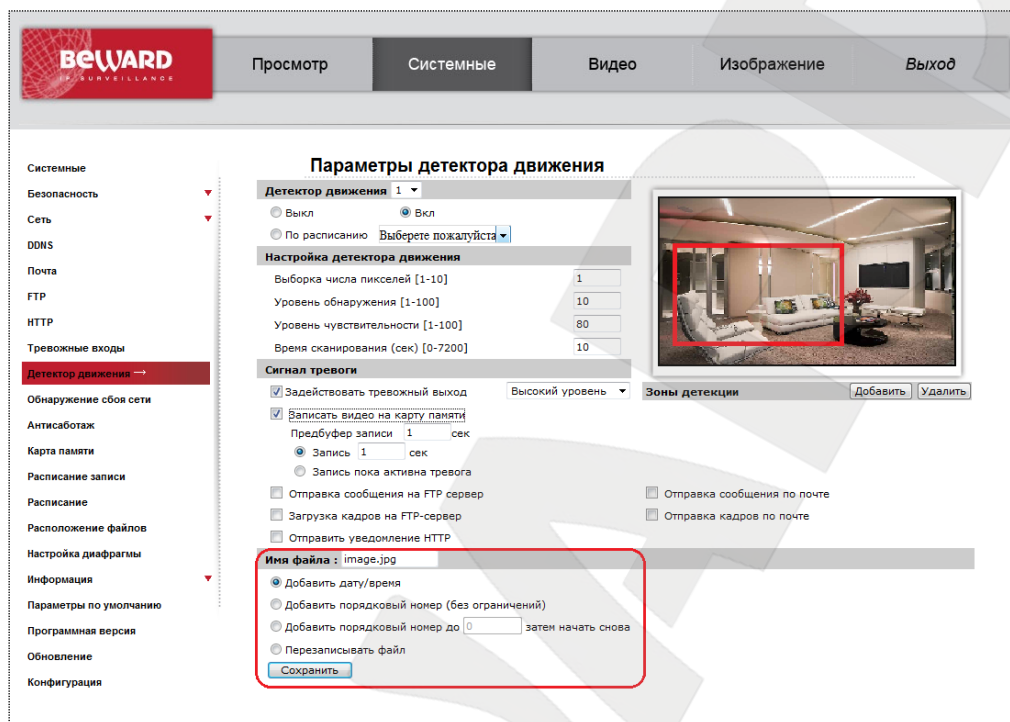 BEWARD
IP SURVEILLANCE
Просмотр
Системные
Видео
Изображение
Выход
Системные
Безопасность
Сеть
DDNS
Почта
FTP
HTTP
Тревожные входы
Детектор движения →
Обнаружение сбоя сети
Антисаботаж
Карта памяти
Расписание записи
Расписание
Расположение файлов
Настройка диафрагмы
Информация
Параметры по умолчанию
Программная версия
Обновление
Конфигурация
Параметры детектора движения
Детектор движения 1
Выкл Вкл
По расписанию Выберете пожалуйста
Настройка детектора движения
Выборка числа пикселей [1-10] 1
Уровень обнаружения [1-100] 10
Уровень чувствительности [1-100] 80
Время сканирования (сек) [0-7200] 10
Сигнал тревоги
Задействовать тревожный выход Высокий уровень
Зоны детекции Добавить Удалить
Записать видео на карту памяти
Предбуфер записи 1 сек
Запись 1 сек
Запись пока активна тревога
Отправка сообщения на FTP сервер Отправка сообщения по почте
Загрузка кадров на FTP-сервер Отправка кадров по почте
Отправить уведомление HTTP
Имя файла : image.jpg
Добавить дату/время
Добавить порядковый номер (без ограничений)
Добавить порядковый номер до 0 затем начать снова
Перезаписывать файл
Сохранить